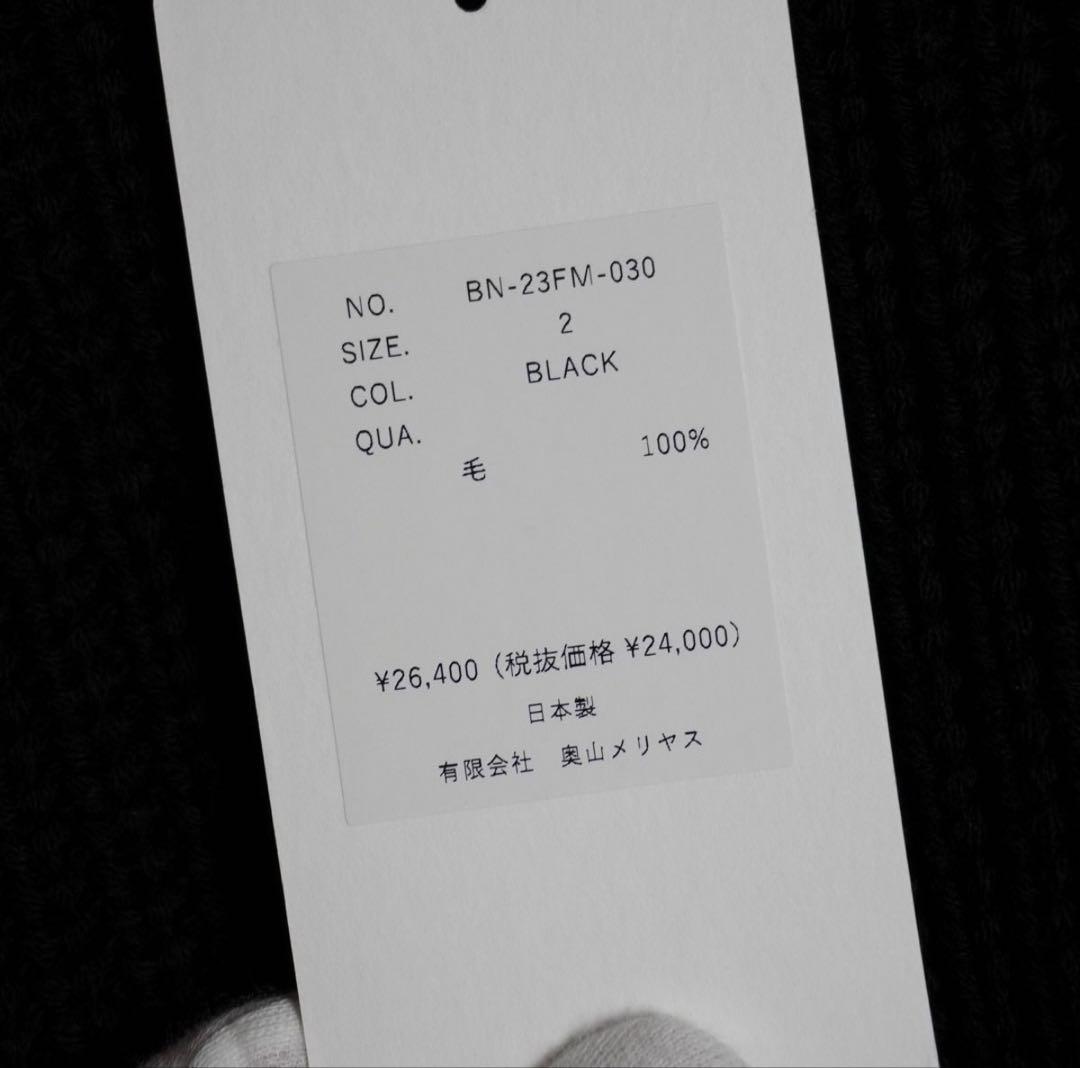 NO. BN-23FM-030
SIZE. 2
COL. BLACK
QUA.
毛 100%
¥26,400（税抜価格 ¥24,000）
日本製
有限会社　奥山メリヤス